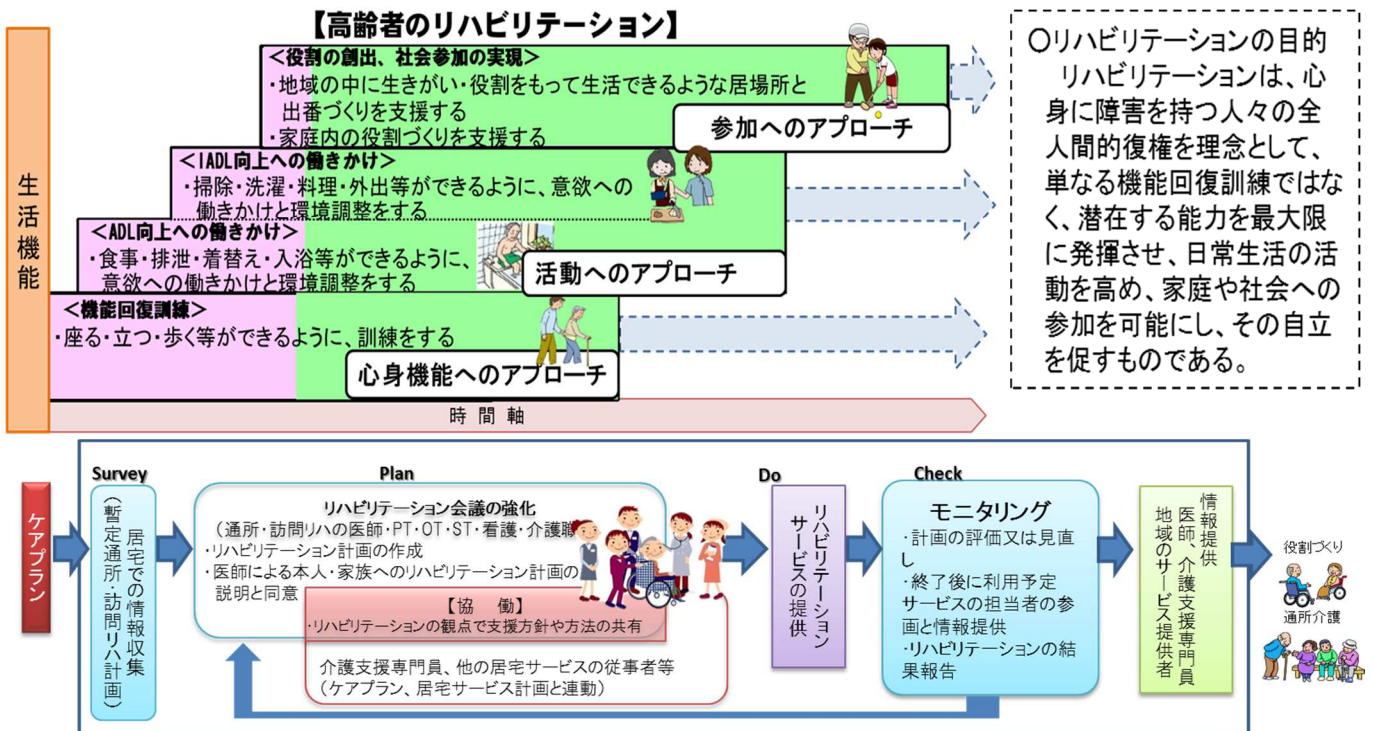 【高齢者のリハビリテーション】
生活機能
＜役割の創出、社会参加の実現＞
・地域の中に生きがい・役割をもって生活できるような居場所と
出番づくりを支援する
・家庭内の役割づくりを支援する
参加へのアプローチ
＜IADL向上への働きかけ＞
・掃除・洗濯・料理・外出等ができるように、意欲への
働きかけと環境調整をする
＜ADL向上への働きかけ＞
・食事・排泄・着替え・入浴等ができるように、
意欲への働きかけと環境調整をする
活動へのアプローチ
＜機能回復訓練＞
・座る・立つ・歩く等ができるように、訓練をする
心身機能へのアプローチ
時間軸
○リハビリテーションの目的
リハビリテーションは、心
身に障害を持つ人々の全
人間的復権を理念として、
単なる機能回復訓練ではな
く、潜在する能力を最大限
に発揮させ、日常生活の活
動を高め、家庭や社会への
参加を可能にし、その自立
を促すものである。
ケアプラン
Survey
居宅での情報収集
（暫定通所・訪問リハ計画）
Plan
リハビリテーション会議の強化
（通所・訪問リハの医師・PT・OT・ST・看護・介護職
・リハビリテーション計画の作成
・医師による本人・家族へのリハビリテーション計画の
説明と同意
【協　働】
・リハビリテーションの観点で支援方針や方法の共有
介護支援専門員、他の居宅サービスの従事者等
（ケアプラン、居宅サービス計画と連動）
Do
リハビリテーション
サービスの提供
Check
モニタリング
・計画の評価又は見直
し
・終了後に利用予定
サービスの担当者の参
画と情報提供
・リハビリテーションの結
果報告
情報提供
医師、介護支援専門員
地域のサービス提供者
役割づくり
通所介護